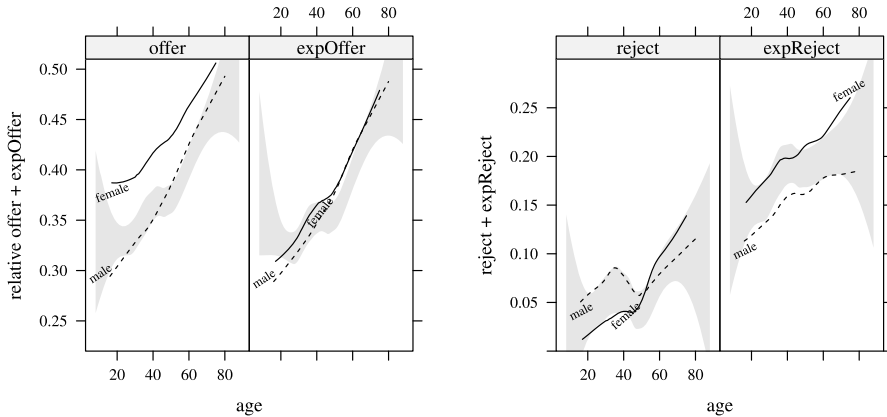 20 40 60 80
20 40 60 80
offer expOffer
reject expReject
relative offer + expOffer
0.50
0.45
0.40
0.35
0.30
0.25
female
male
female
male
20 40 60 80
age
reject + expReject
0.25
0.20
0.15
0.10
0.05
male
female
female
male
20 40 60 80
age